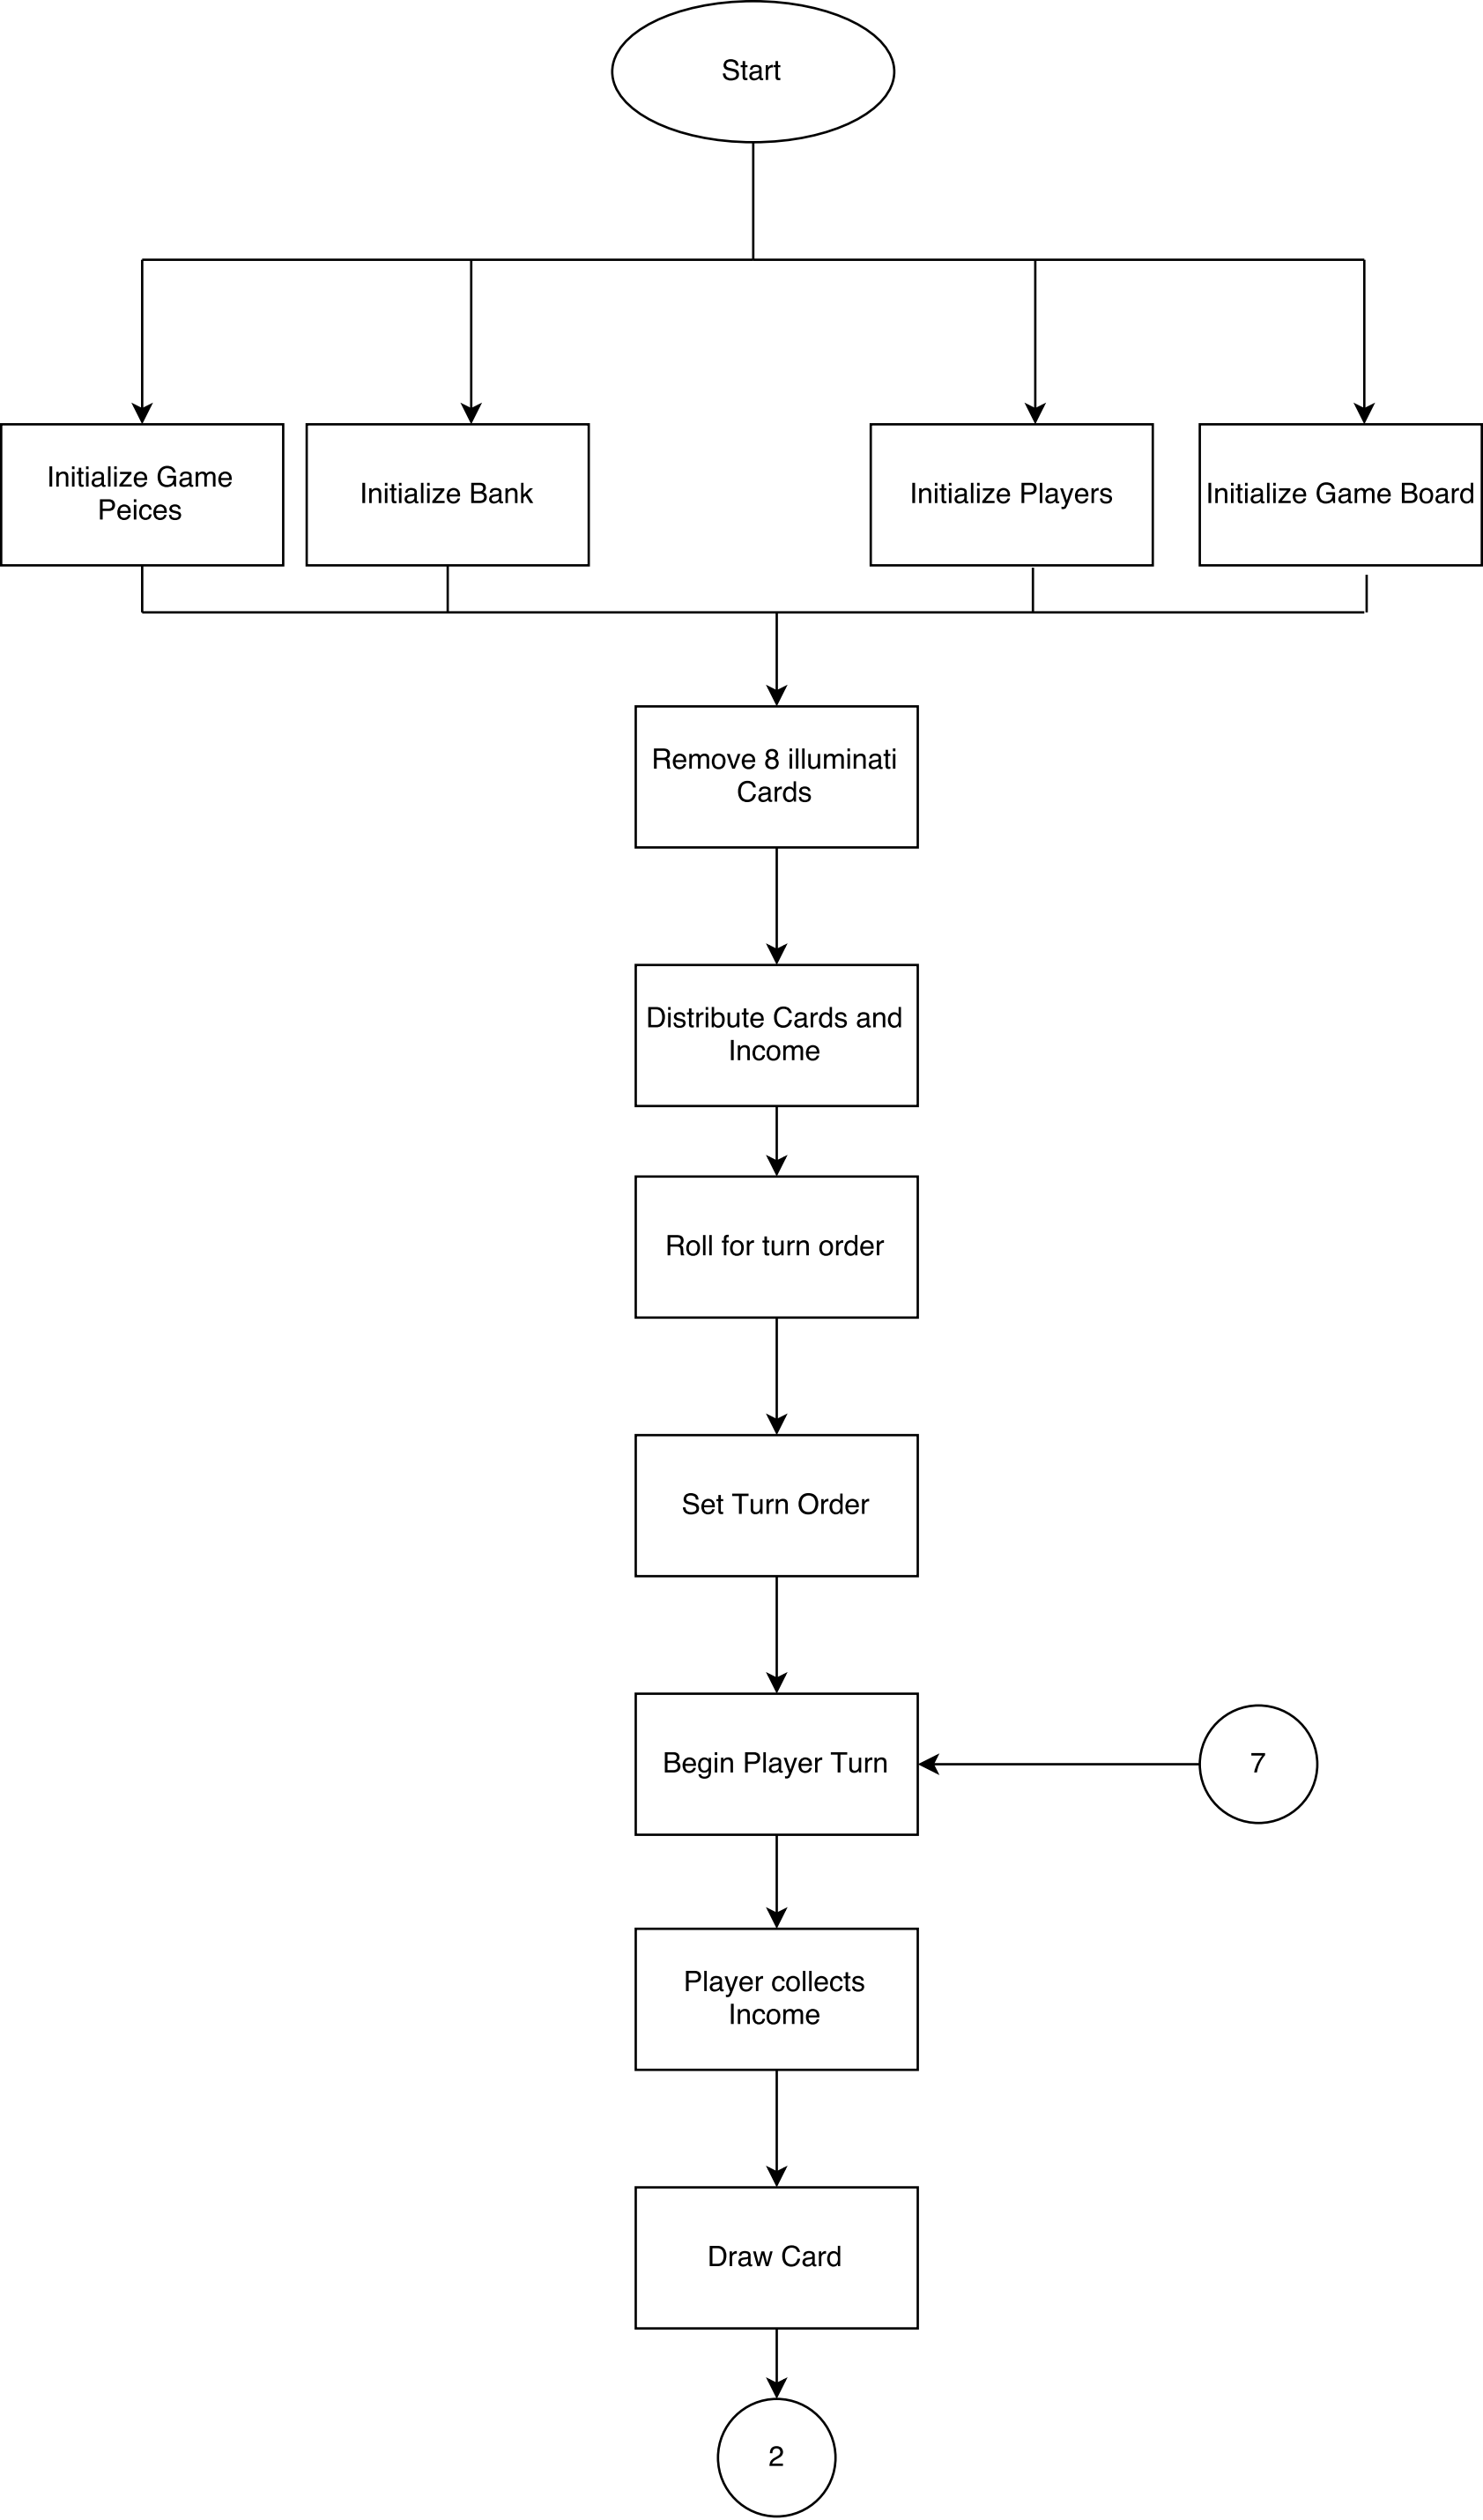 Start
Initialize Game
Peices
Initialize Bank
Initialize Players
Initialize Game Board
Remove 8 illuminati
Cards
Distribute Cards and
Income
Roll for turn order
Set Turn Order
Begin Player Turn
7
Player collects
Income
Draw Card
2